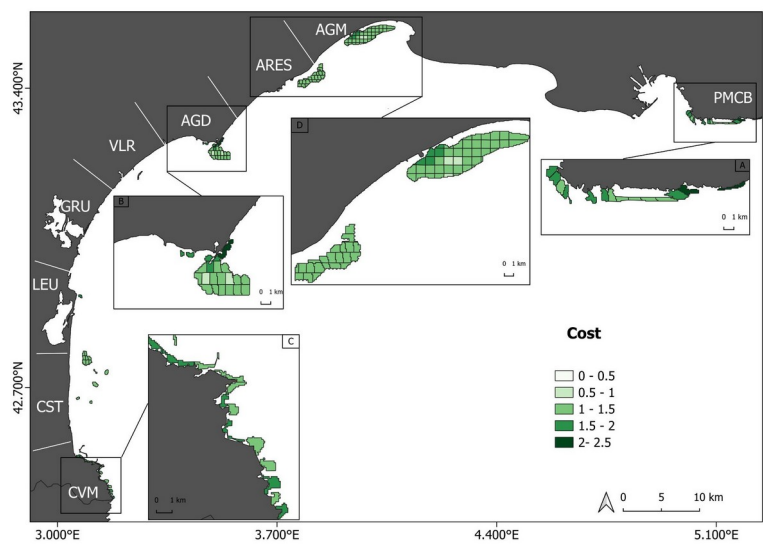 AGM
ARES
PMCB
AGD
VLR
GRU
LEU
CST
CVM
D
0 1 km
A
0 1 km
B
0 1 km
C
0 1 km
Cost
0 - 0.5
0.5 - 1
1 - 1.5
1.5 - 2
2- 2.5
0 5 10 km
43.400°N
42.700°N
3.000°E 3.700°E 4.400°E 5.100°E